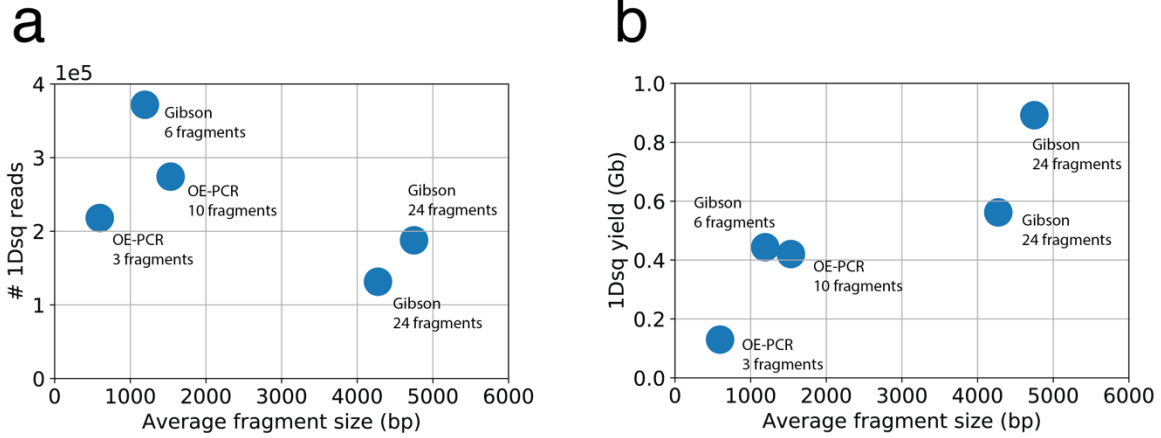 a
1e5
4
3
2
1
0
# 1Dsq reads
Gibson
6 fragments
OE-PCR
10 fragments
OE-PCR
3 fragments
Gibson
24 fragments
Gibson
24 fragments
0 1000 2000 3000 4000 5000 6000
Average fragment size (bp)
b
1.0
0.8
0.6
0.4
0.2
0.0
1Dsq yield (Gb)
Gibson
24 fragments
Gibson
6 fragments
Gibson
24 fragments
OE-PCR
10 fragments
OE-PCR
3 fragments
0 1000 2000 3000 4000 5000 6000
Average fragment size (bp)